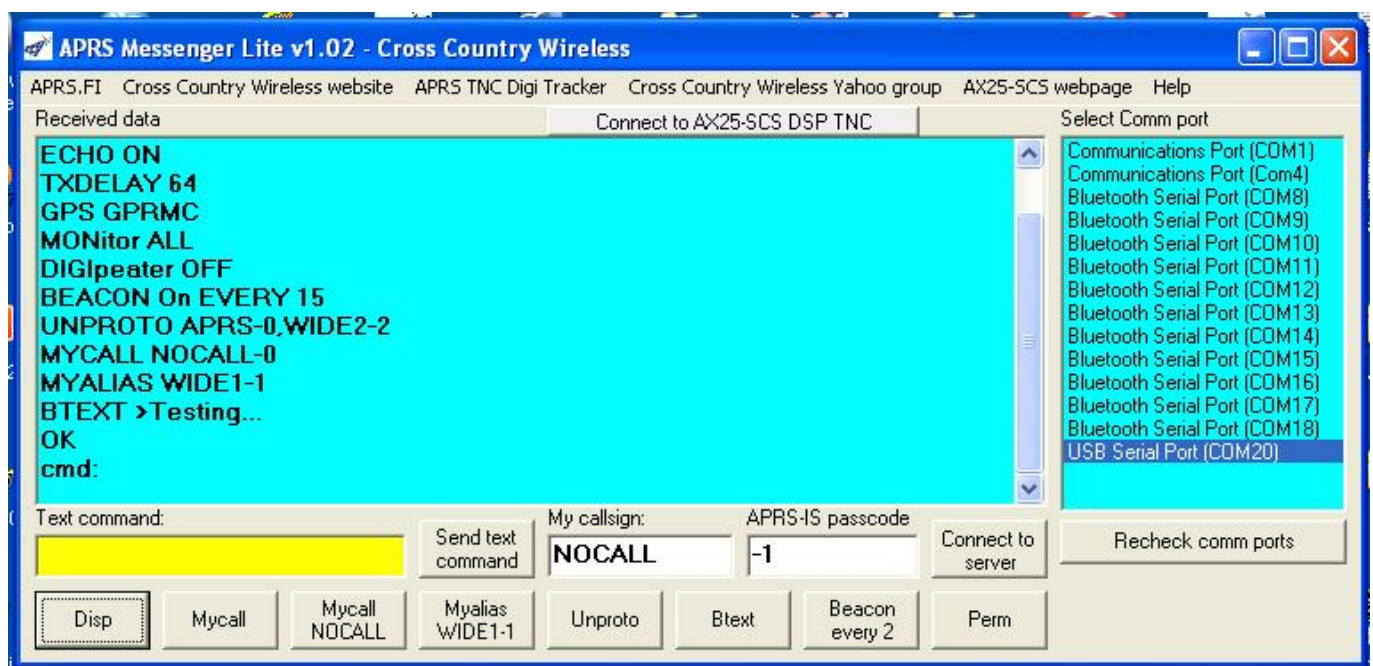 APRS Messenger Lite v1.02 - Cross Country Wireless
APRS.FI Cross Country Wireless website APRS TNC Digi Tracker Cross Country Wireless Yahoo group AX25-SCS webpage Help
Received data
Connect to AX25-SCS DSP TNC
Select Comm port
ECHO ON
TXDELAY 64
GPS GPRMC
MONitor ALL
DIGIpeater OFF
BEACON On EVERY 15
UNPROTO APRS-0,WIDE2-2
MYCALL NOCALL-0
MYALIAS WIDE1-1
BTEXT >Testing...
OK
cmd:
Communications Port (COM1)
Communications Port (Com4)
Bluetooth Serial Port (COM8)
Bluetooth Serial Port (COM9)
Bluetooth Serial Port (COM10)
Bluetooth Serial Port (COM11)
Bluetooth Serial Port (COM12)
Bluetooth Serial Port (COM13)
Bluetooth Serial Port (COM14)
Bluetooth Serial Port (COM15)
Bluetooth Serial Port (COM16)
Bluetooth Serial Port (COM17)
Bluetooth Serial Port (COM18)
USB Serial Port (COM20)
Text command:
Send text
command
My callsign:
NOCALL
APRS-IS passcode
-1
Connect to
server
Recheck comm ports
Disp
Mycall
Mycall
NOCALL
Myalias
WIDE1-1
Unproto
Btext
Beacon
every 2
Perm